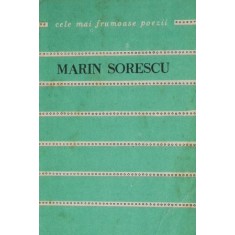 cele mai frumoase poezii
MARIN SORESCU